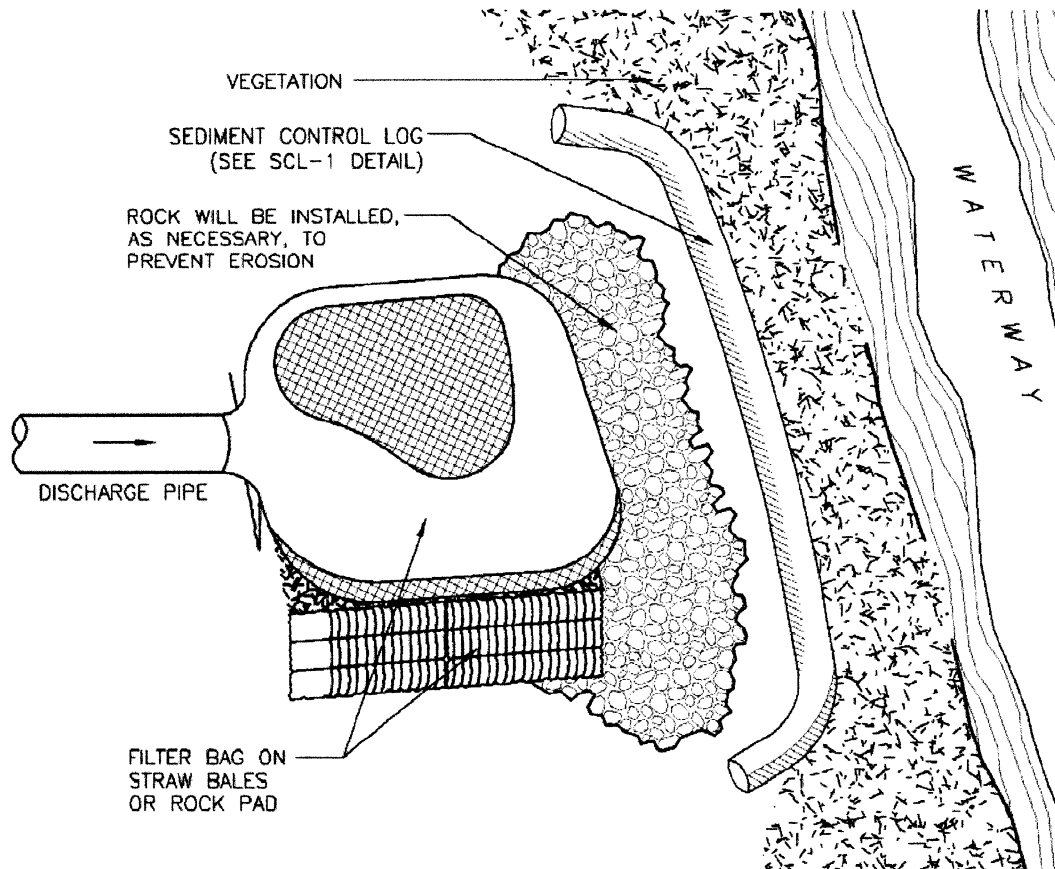 VEGETATION
SEDIMENT CONTROL LOG
(SEE SCL-1 DETAIL)
ROCK WILL BE INSTALLED,
AS NECESSARY, TO
PREVENT EROSION
WATERWAY
DISCHARGE PIPE
FILTER BAG ON
STRAW BALES
OR ROCK PAD